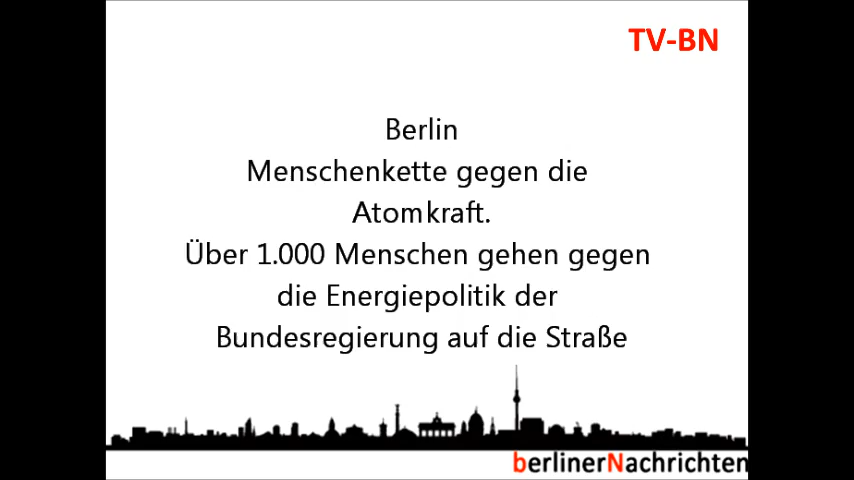 TV-BN
Berlin
Menschenkette gegen die
Atomkraft.
Über 1.000 Menschen gehen gegen
die Energiepolitik der
Bundesregierung auf die Straße
berlinerNachrichten